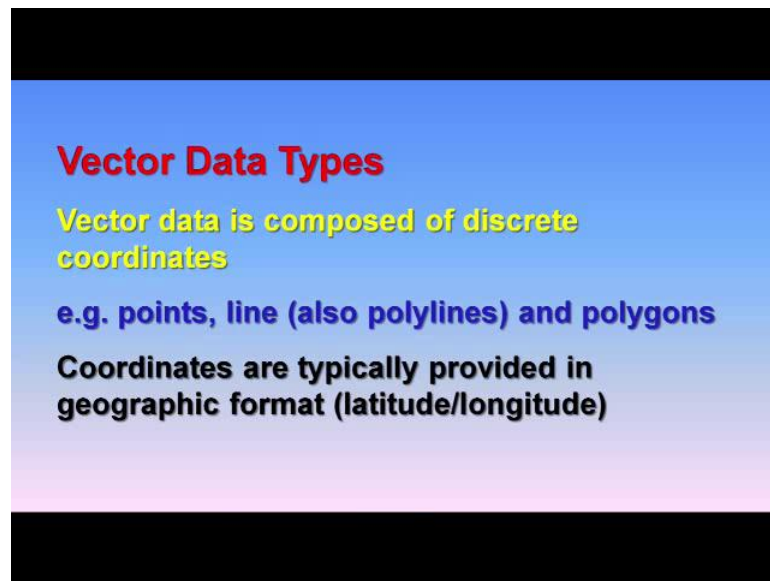 Vector Data Types
Vector data is composed of discrete
coordinates
e.g. points, line (also polylines) and polygons
Coordinates are typically provided in
geographic format (latitude/longitude)